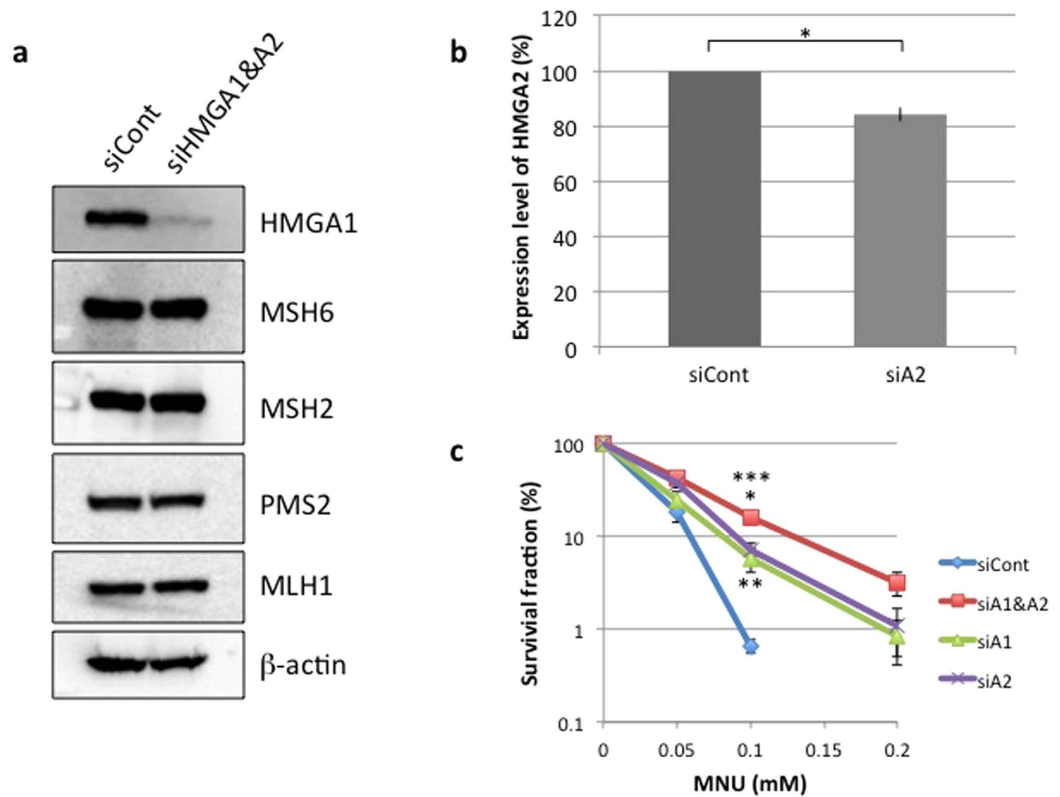 a
siCont
siHMGA1&A2
HMGA1
MSH6
MSH2
PMS2
MLH1
β-actin
b
Expression level of HMGA2 (%)
120
100
80
60
40
20
0
*
siCont
siA2
c
Survivial fraction (%)
100
10
1
0.1
***
*
**
0
0.05
0.1
0.15
0.2
MNU (mM)
siCont
siA1&A2
siA1
siA2